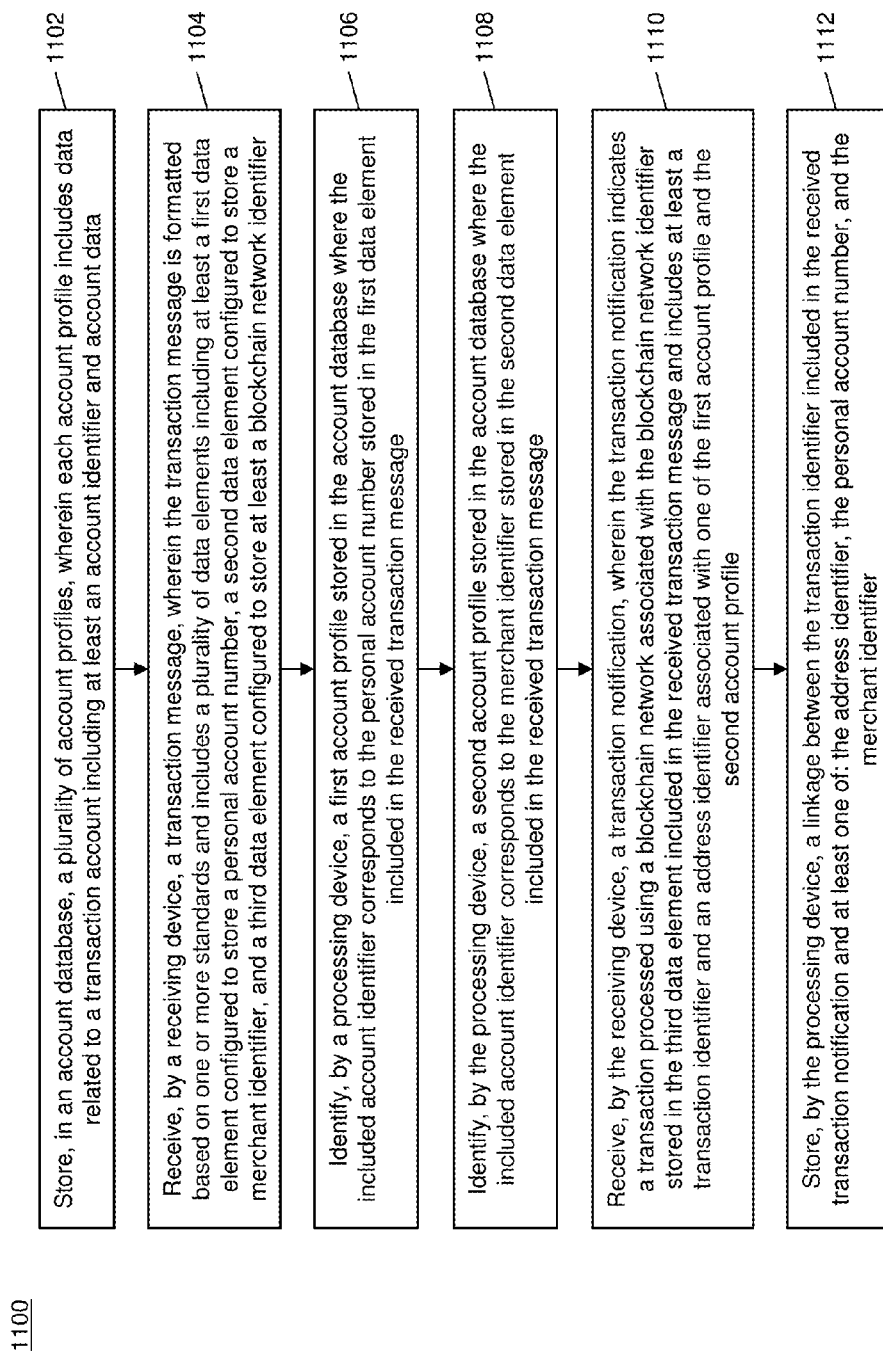 1100
Store, in an account database, a plurality of account profiles, wherein each account profile includes data
related to a transaction account including at least an account identifier and account data
1102
Receive, by a receiving device, a transaction message, wherein the transaction message is formatted
based on one or more standards and includes a plurality of data elements including at least a first data
element configured to store a personal account number, a second data element configured to store a
merchant identifier, and a third data element configured to store at least a blockchain network identifier
1104
Identify, by a processing device, a first account profile stored in the account database where the
included account identifier corresponds to the personal account number stored in the first data element
included in the received transaction message
1106
Identify, by the processing device, a second account profile stored in the account database where the
included account identifier corresponds to the merchant identifier stored in the second data element
included in the received transaction message
1108
Receive, by the receiving device, a transaction notification, wherein the transaction notification indicates
a transaction processed using a blockchain network associated with the blockchain network identifier
stored in the third data element included in the received transaction message and includes at least a
transaction identifier and an address identifier associated with one of the first account profile and the
second account profile
1110
Store, by the processing device, a linkage between the transaction identifier included in the received
transaction notification and at least one of: the address identifier, the personal account number, and the
merchant identifier
1112